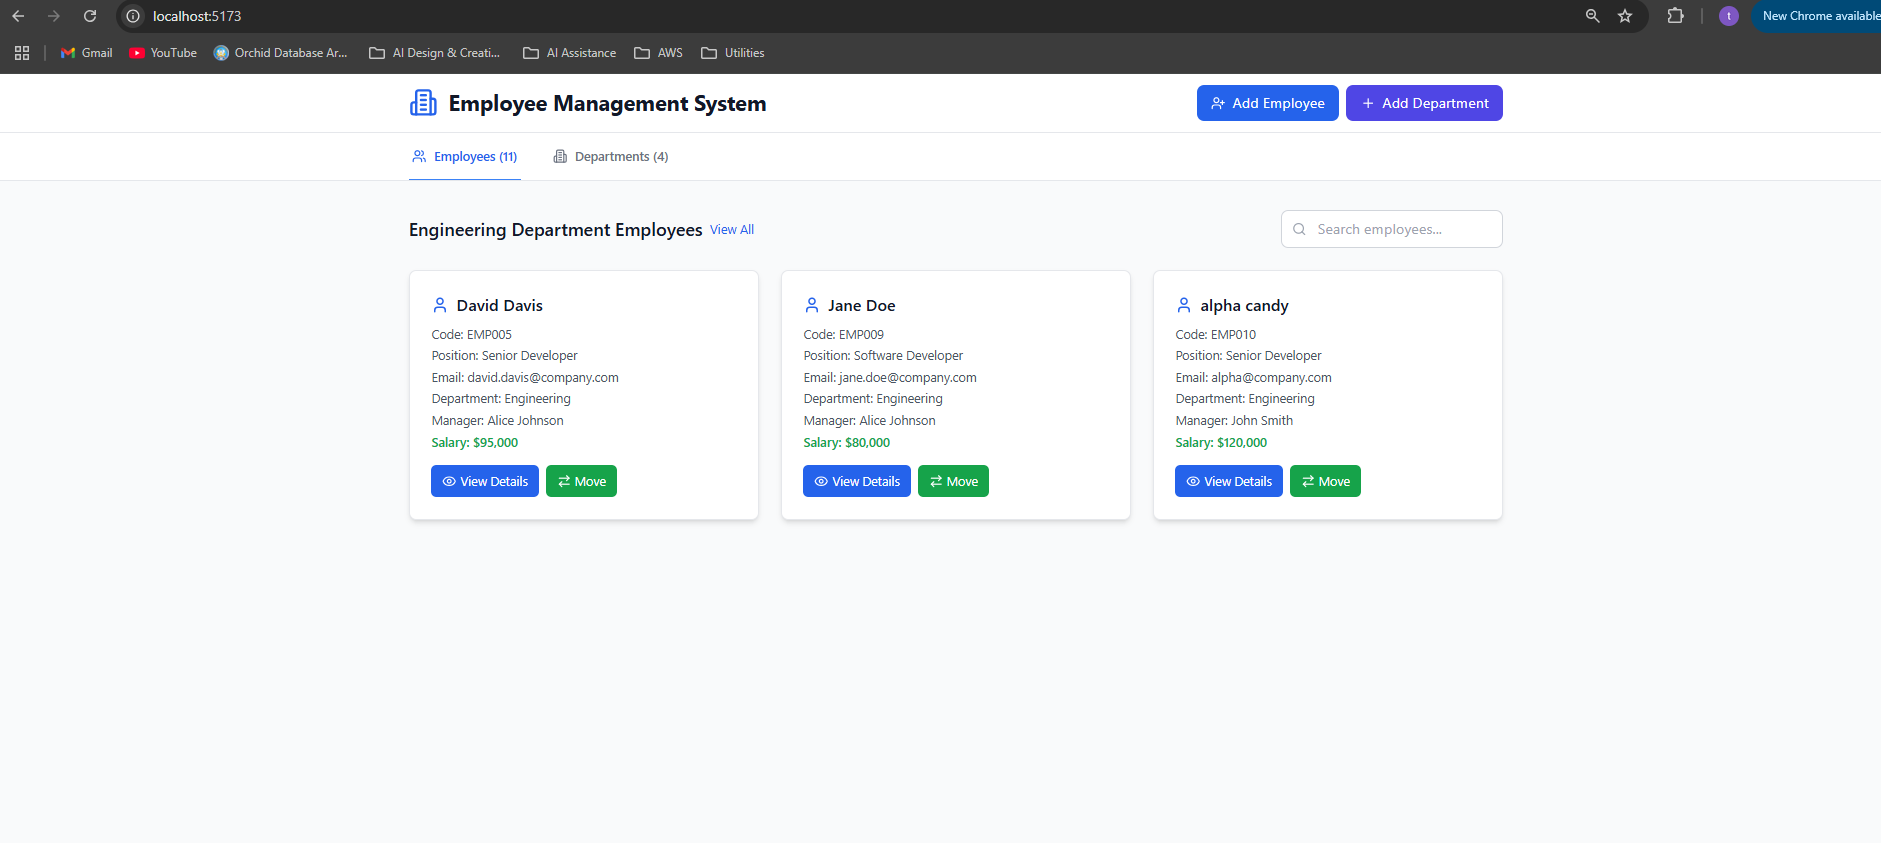 localhost:5173
New Chrome available
Gmail
YouTube
Orchid Database Ar...
AI Design & Creati...
AI Assistance
AWS
Utilities
t
Employee Management System
Add Employee
Add Department
Employees (11)
Departments (4)
Engineering Department Employees View All
Search employees...
David Davis
Code: EMP005
Position: Senior Developer
Email: david.davis@company.com
Department: Engineering
Manager: Alice Johnson
Salary: $95,000
View Details
Move
Jane Doe
Code: EMP009
Position: Software Developer
Email: jane.doe@company.com
Department: Engineering
Manager: Alice Johnson
Salary: $80,000
View Details
Move
alpha candy
Code: EMP010
Position: Senior Developer
Email: alpha@company.com
Department: Engineering
Manager: John Smith
Salary: $120,000
View Details
Move